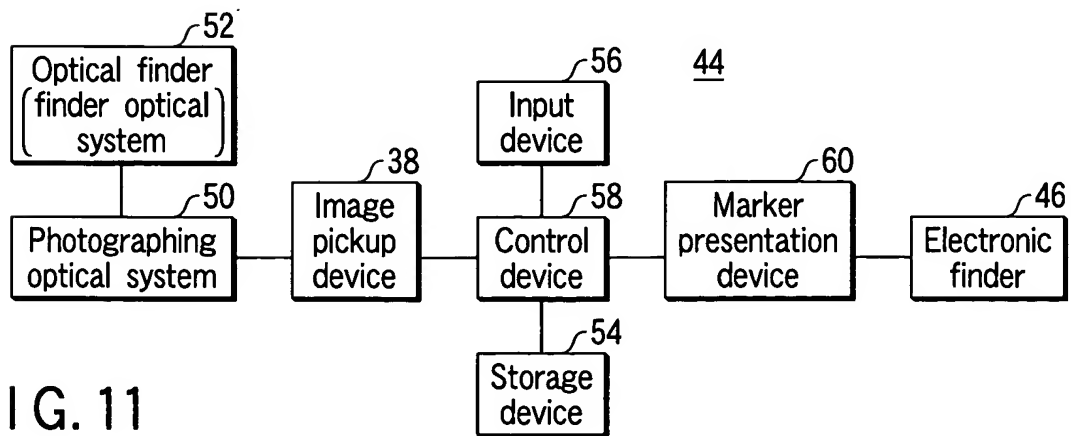 52
Optical finder
(finder optical
system)
50
Photographing
optical system
38
Image
pickup
device
56
Input
device
58
Control
device
54
Storage
device
44
60
Marker
presentation
device
46
Electronic
finder
IG. 11